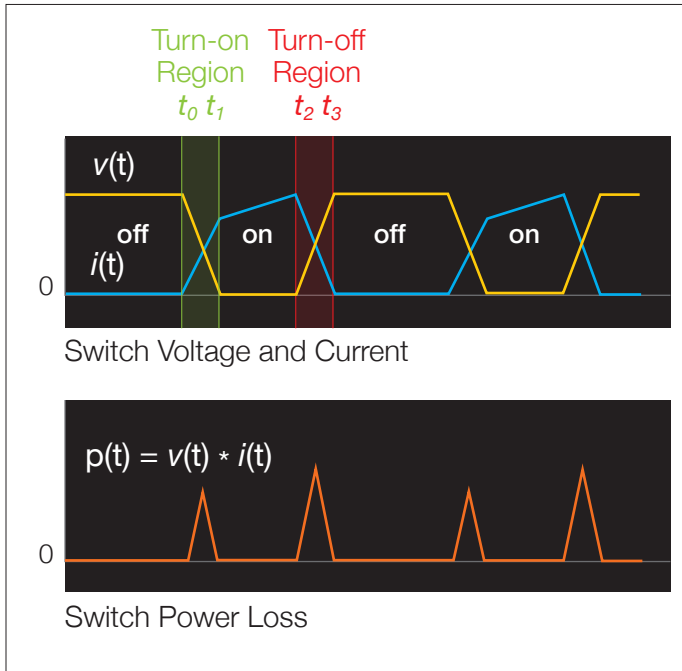 Turn-on Turn-off
Region Region
t0 t1 t2 t3
v(t)
off on off on
i(t)
0
Switch Voltage and Current
p(t) = v(t) * i(t)
0
Switch Power Loss